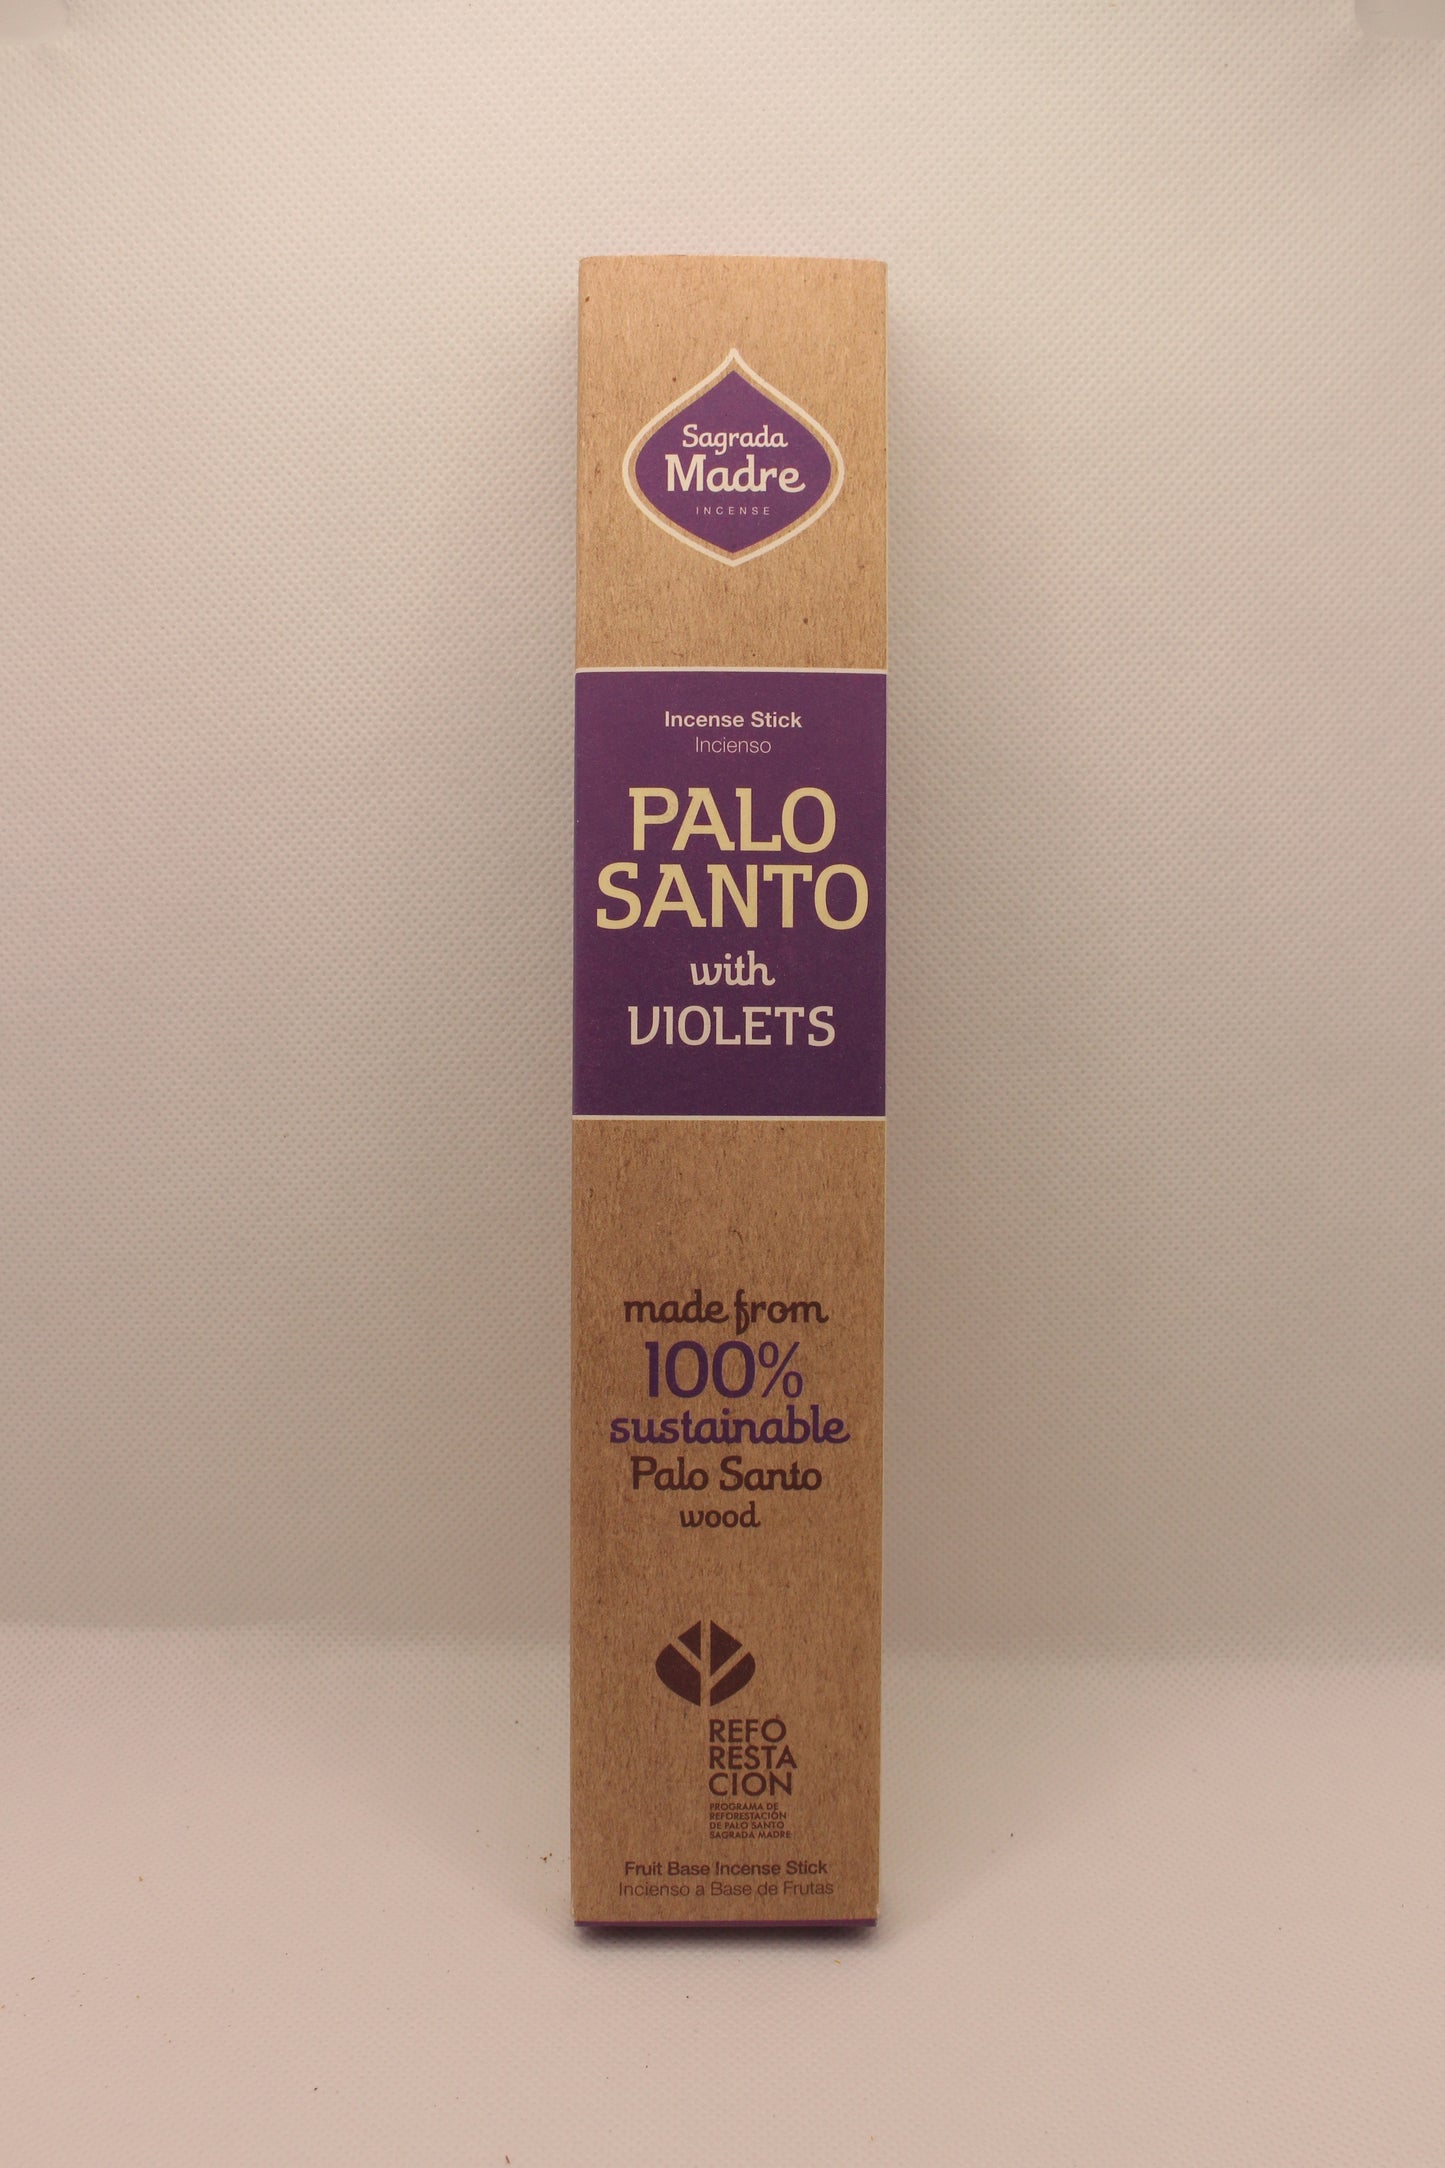 Sagrada
Madre
INCENSE
Incense Stick
Incienso
PALO
SANTO
with
VIOLETS
made from
100%
sustainable
Palo Santo
wood
REFO
RESTA
CIÓN
PROGRAMA DE
REFORESTACIÓN
DE PALO SANTO
SAGRADA MADRE
Fruit Base Incense Stick
Incienso a Base de Frutas